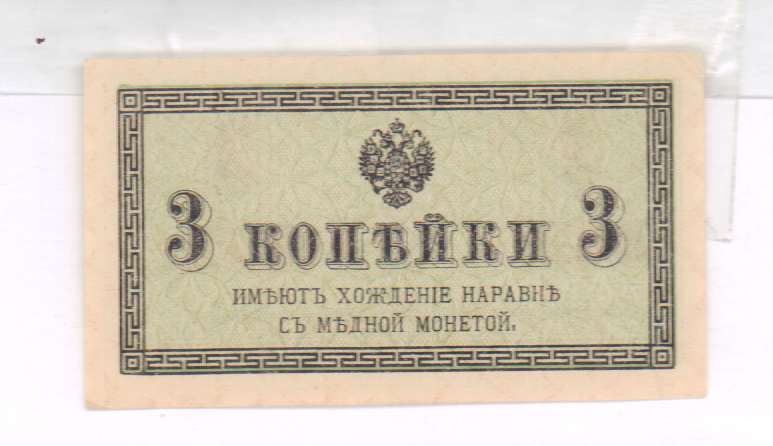 3 КОПѢЙКИ 3
ИМѢЮТЪ ХОЖДЕНІЕ НАРАВНѢ
СЪ МѢДНОЙ МОНЕТОЙ.